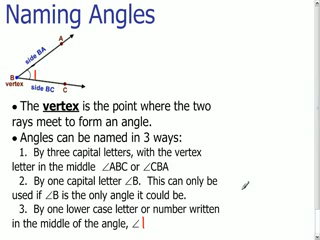 Naming Angles
A
side BA
B
1
vertex
side BC
C
• The vertex is the point where the two
rays meet to form an angle.
• Angles can be named in 3 ways:
1. By three capital letters, with the vertex
letter in the middle ∠ABC or ∠CBA
2. By one capital letter ∠B. This can only be
used if ∠B is the only angle it could be.
3. By one lower case letter or number written
in the middle of the angle, ∠1